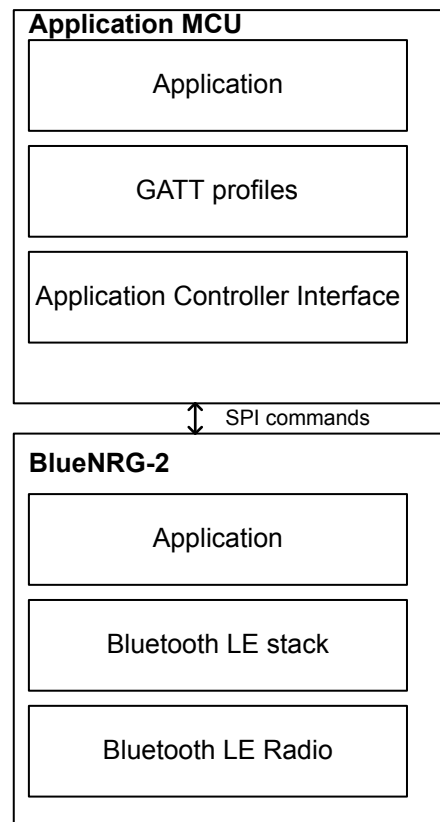 Application MCU
Application
GATT profiles
Application Controller Interface
SPI commands
BlueNRG-2
Application
Bluetooth LE stack
Bluetooth LE Radio